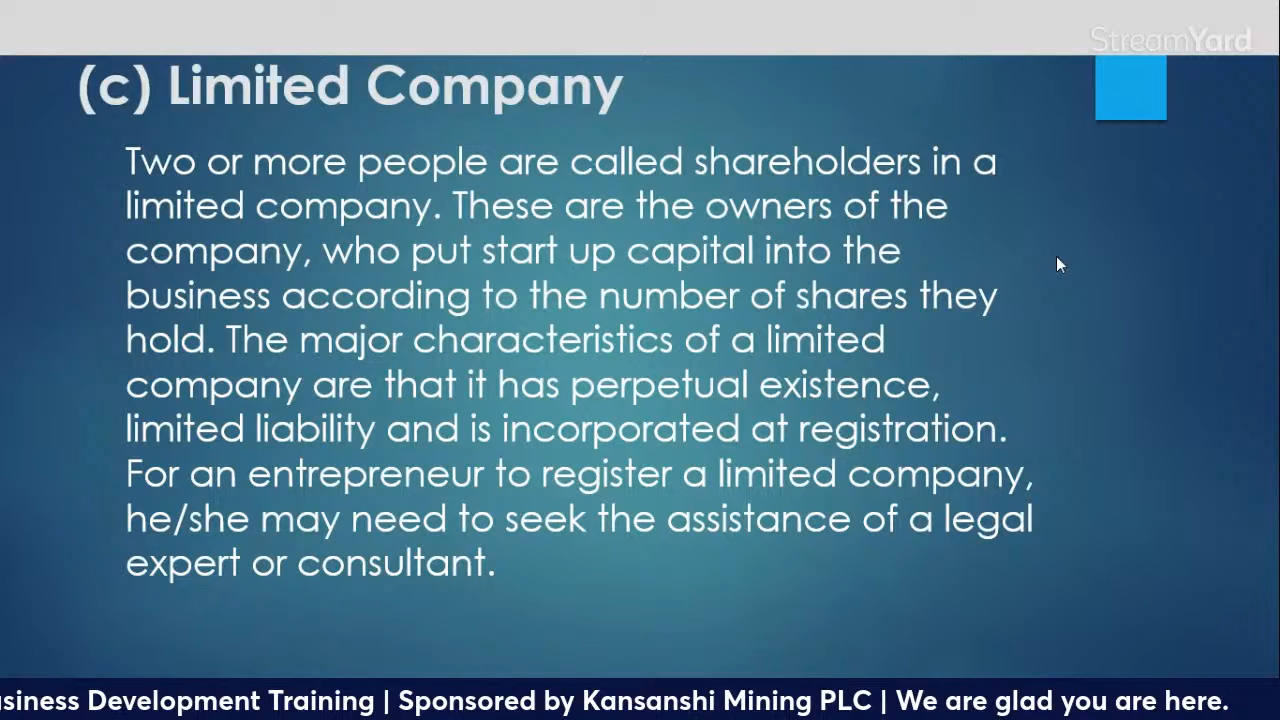 StreamYard
(c) Limited Company
Two or more people are called shareholders in a
limited company. These are the owners of the
company, who put start up capital into the
business according to the number of shares they
hold. The major characteristics of a limited
company are that it has perpetual existence,
limited liability and is incorporated at registration.
For an entrepreneur to register a limited company,
he/she may need to seek the assistance of a legal
expert or consultant.
siness Development Training | Sponsored by Kansanshi Mining PLC | We are glad you are here.